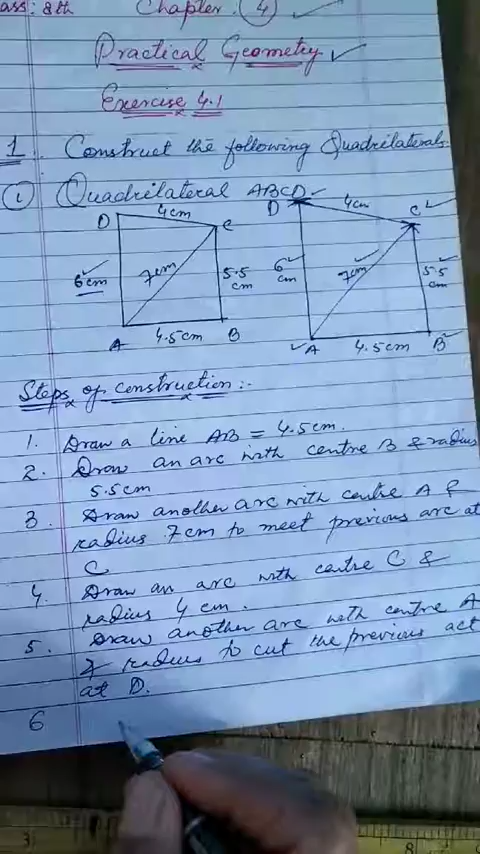 ass: 8th Chapter: 4
Practical Geometry
Exercise 4.1
1. Construct the following Quadrilaterals.
(i) Quadrilateral ABCD
D 4cm C
6cm 7cm 5.5 cm
A 4.5cm B
D 4cm C
6 cm 7cm 5.5 cm
A 4.5cm B
Steps of construction:-
1. Draw a line AB = 4.5cm.
2. Draw an arc with centre B & radius
5.5cm
3. Draw another arc with centre A &
radius 7cm to meet previous arc at
C
4. Draw an arc with centre C &
radius 4 cm.
5. Draw another arc with centre A
& radius to cut the previous act
at D.
6
3 8